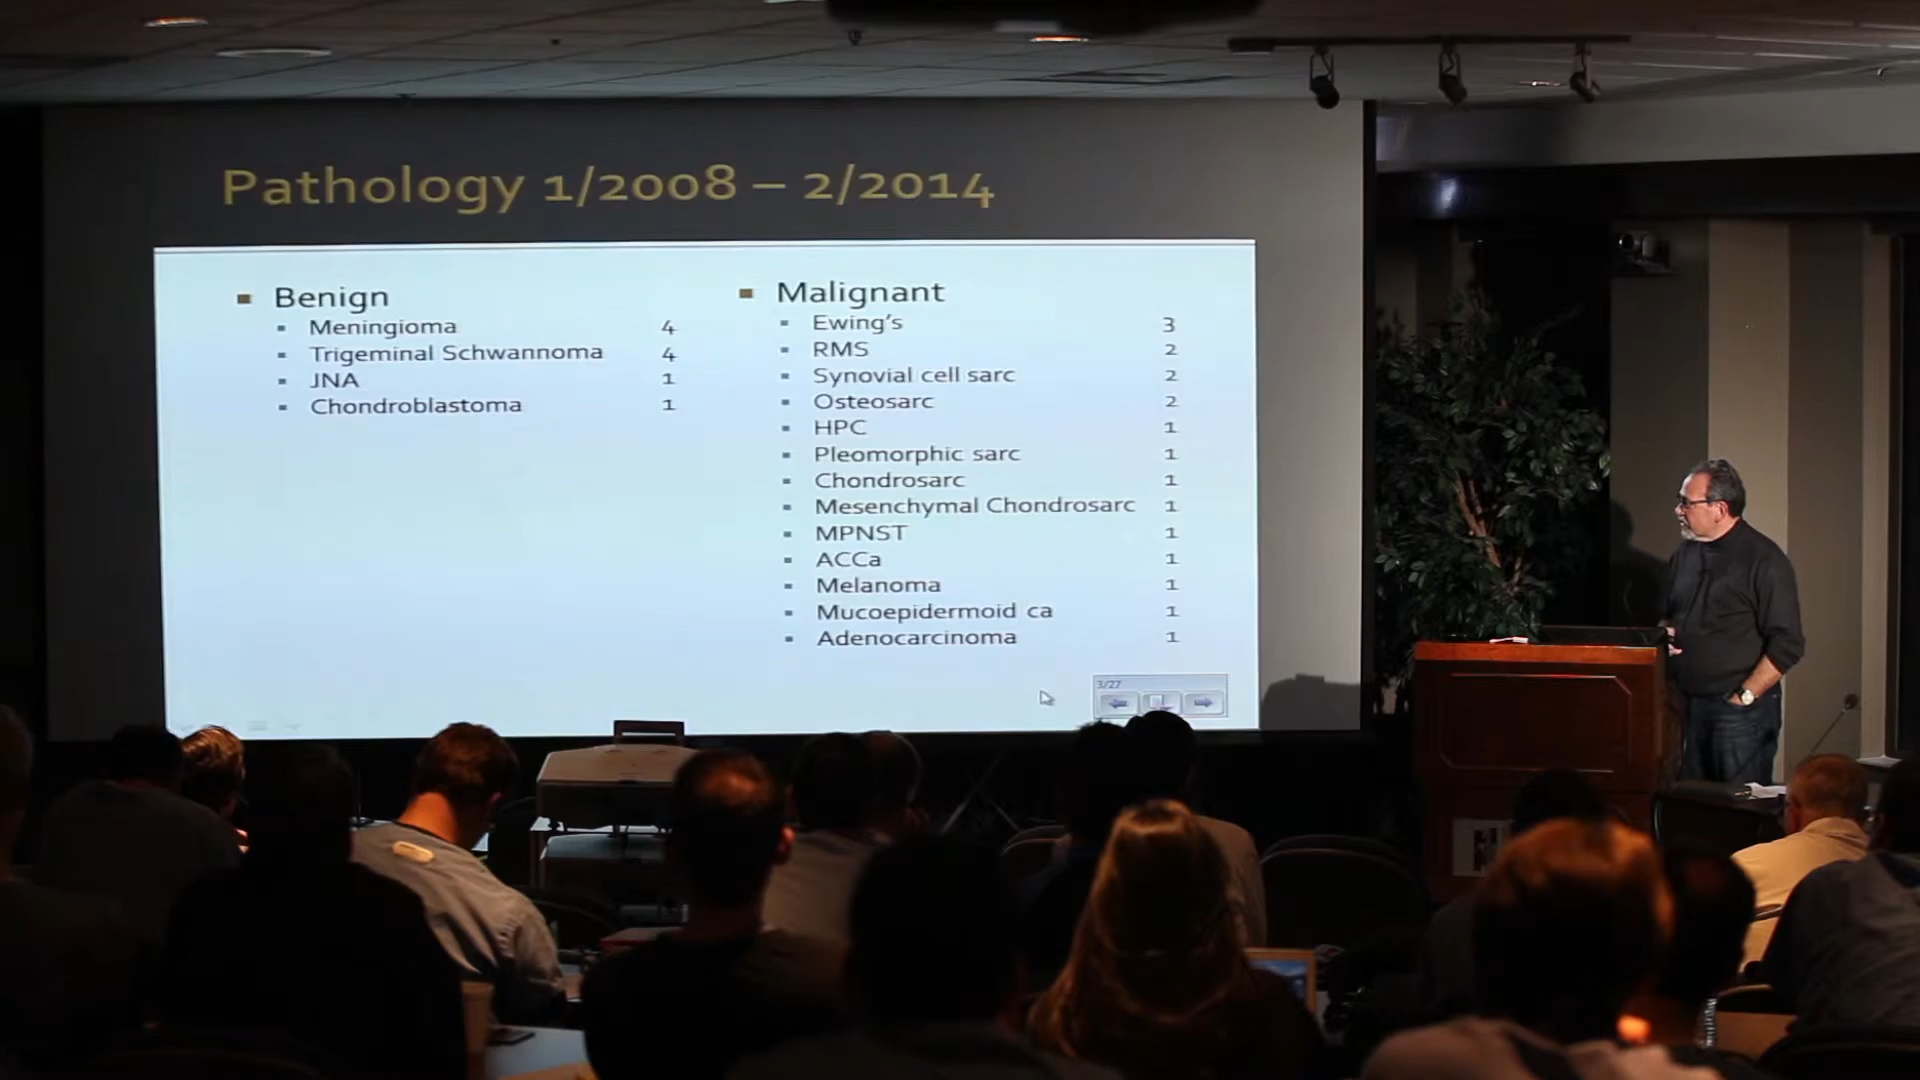 Pathology 1/2008 – 2/2014
Benign
Meningioma 4
Trigeminal Schwannoma 4
JNA 1
Chondroblastoma 1
Malignant
Ewing's 3
RMS 2
Synovial cell sarc 2
Osteosarc 2
HPC 1
Pleomorphic sarc 1
Chondrosarc 1
Mesenchymal Chondrosarc 1
MPNST 1
ACCa 1
Melanoma 1
Mucoepidermoid ca 1
Adenocarcinoma 1
3/27